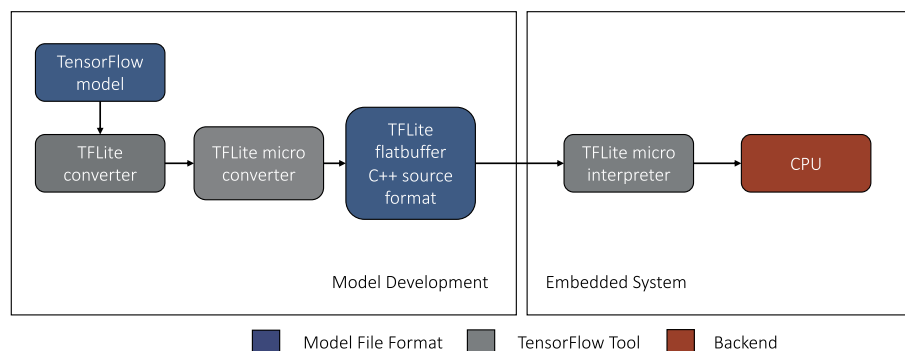 TensorFlow
model
TFLite
converter
TFLite micro
converter
TFLite
flatbuffer
C++ source
format
TFLite micro
interpreter
CPU
Model Development
Embedded System
Model File Format
TensorFlow Tool
Backend